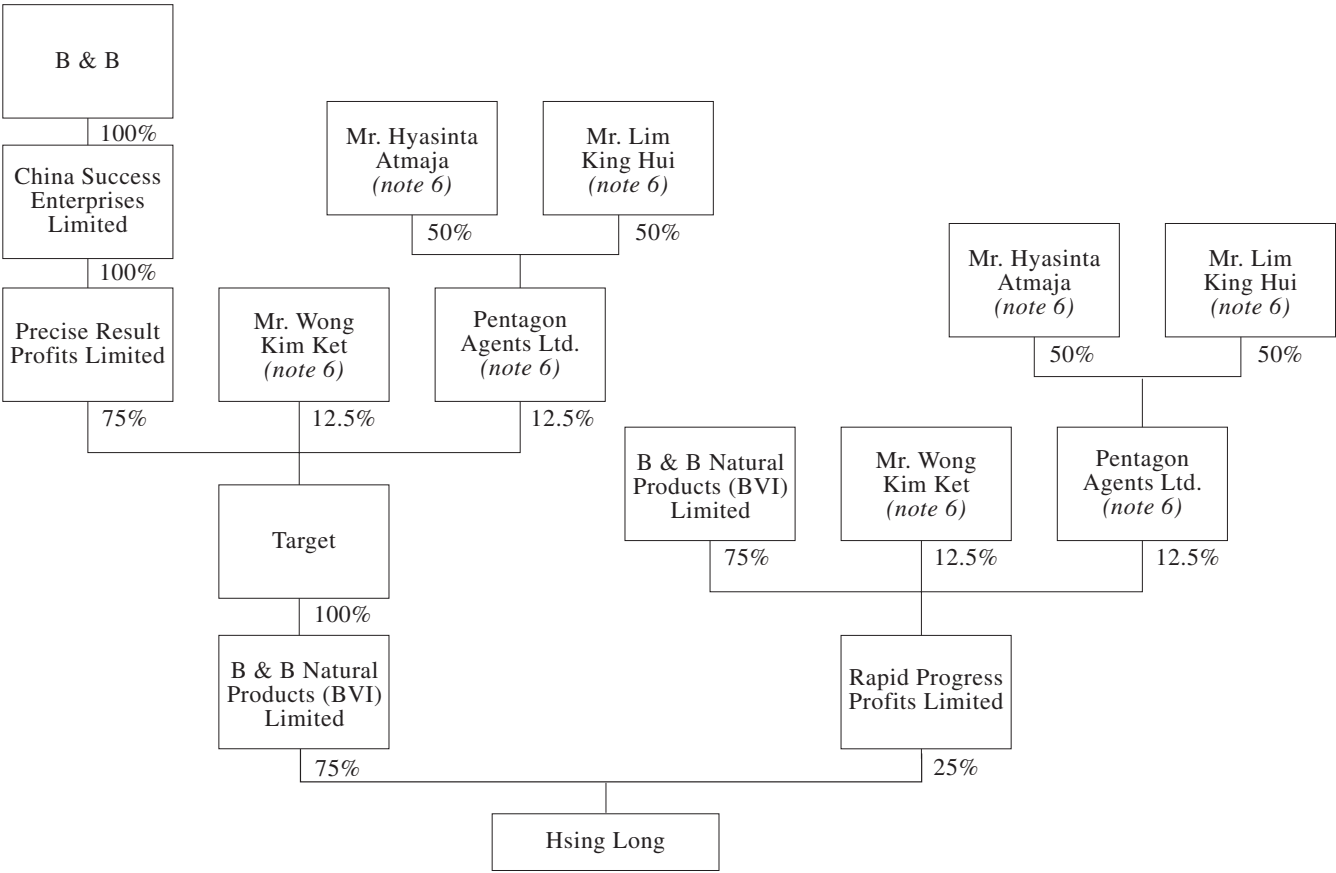 B & B
100%
China Success
Enterprises
Limited
100%
Precise Result
Profits Limited
75%
Mr. Wong
Kim Ket
(note 6)
12.5%
Mr. Hyasinta
Atmaja
(note 6)
50%
Mr. Lim
King Hui
(note 6)
50%
Pentagon
Agents Ltd.
(note 6)
12.5%
Target
100%
B & B Natural
Products (BVI)
Limited
75%
Mr. Hyasinta
Atmaja
(note 6)
50%
Mr. Lim
King Hui
(note 6)
50%
B & B Natural
Products (BVI)
Limited
75%
Mr. Wong
Kim Ket
(note 6)
12.5%
Pentagon
Agents Ltd.
(note 6)
12.5%
Rapid Progress
Profits Limited
25%
Hsing Long